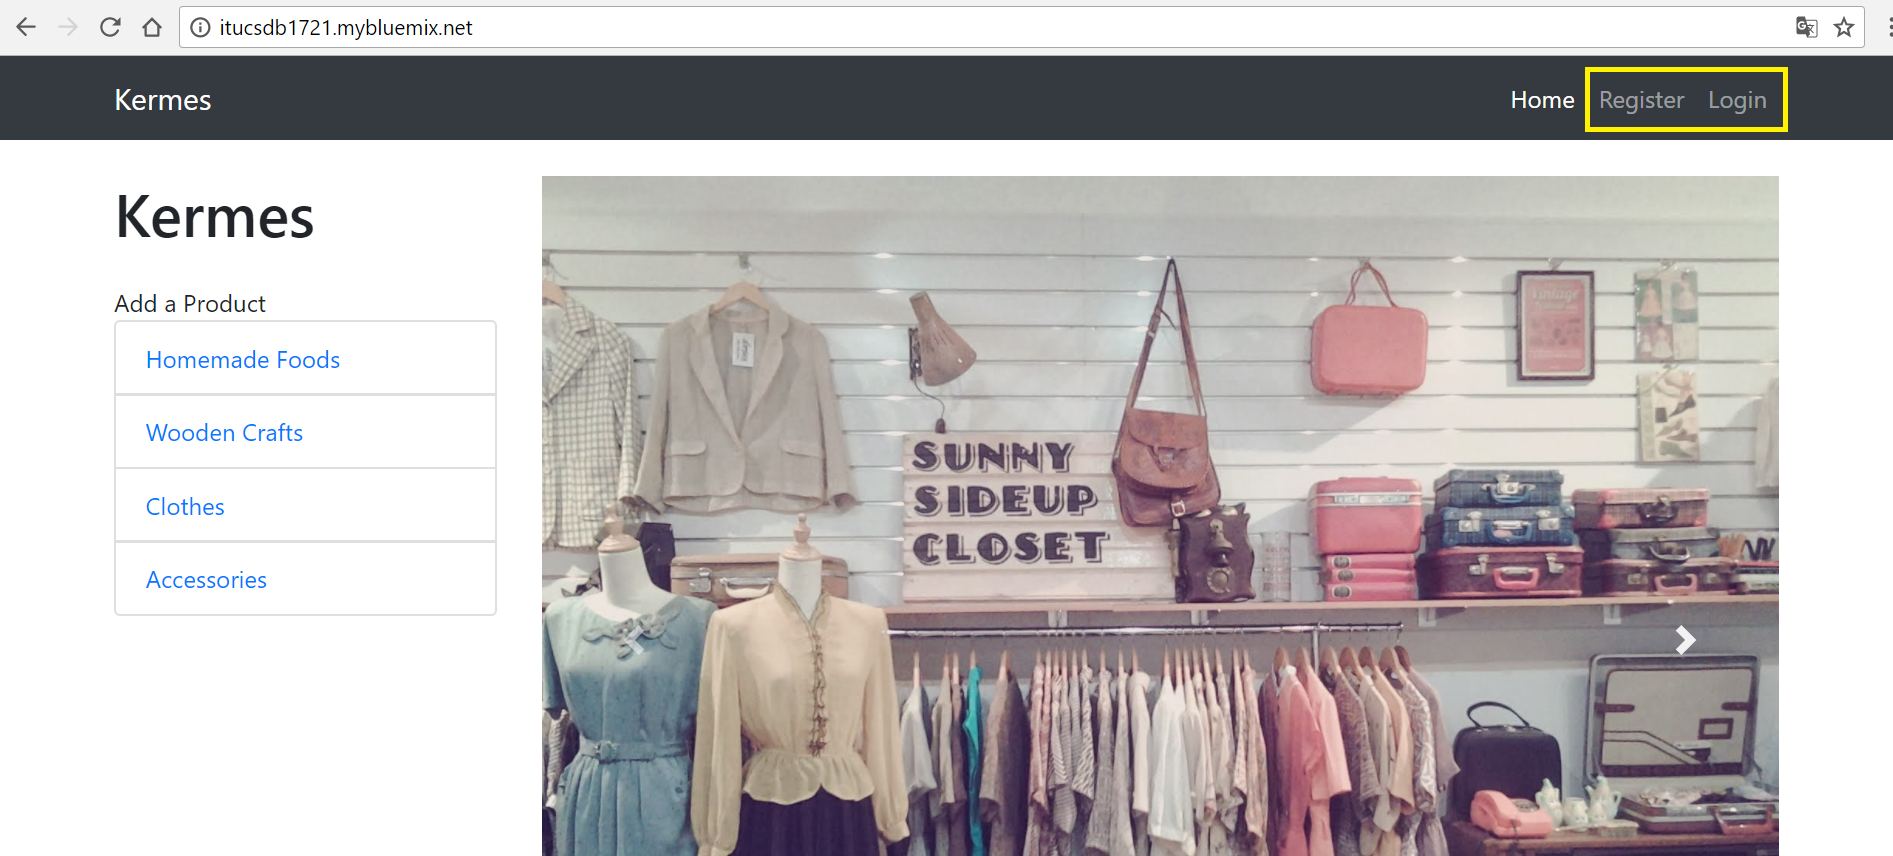 itucsdb1721.mybluemix.net
Kermes
Home Register Login
Kermes
Add a Product
Homemade Foods
Wooden Crafts
Clothes
Accessories
SUNNY
SIDEUP
CLOSET
Vintage